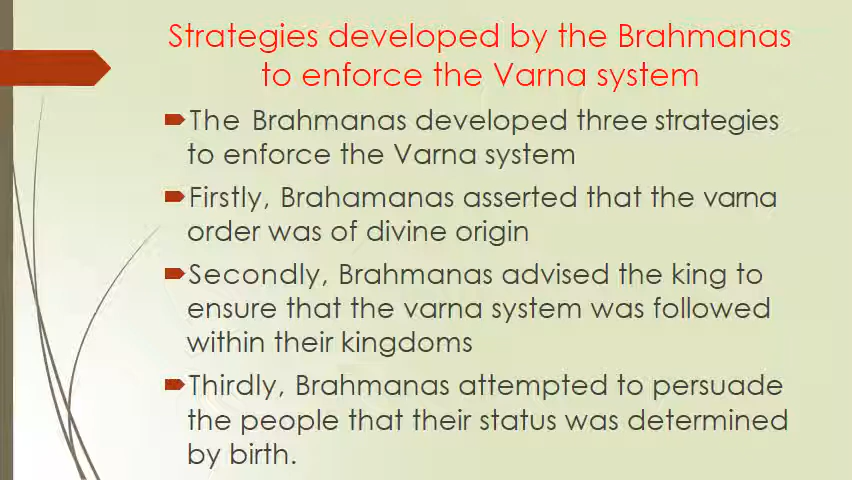 Strategies developed by the Brahmanas
to enforce the Varna system
The Brahmanas developed three strategies
to enforce the Varna system
Firstly, Brahamanas asserted that the varna
order was of divine origin
Secondly, Brahmanas advised the king to
ensure that the varna system was followed
within their kingdoms
Thirdly, Brahmanas attempted to persuade
the people that their status was determined
by birth.